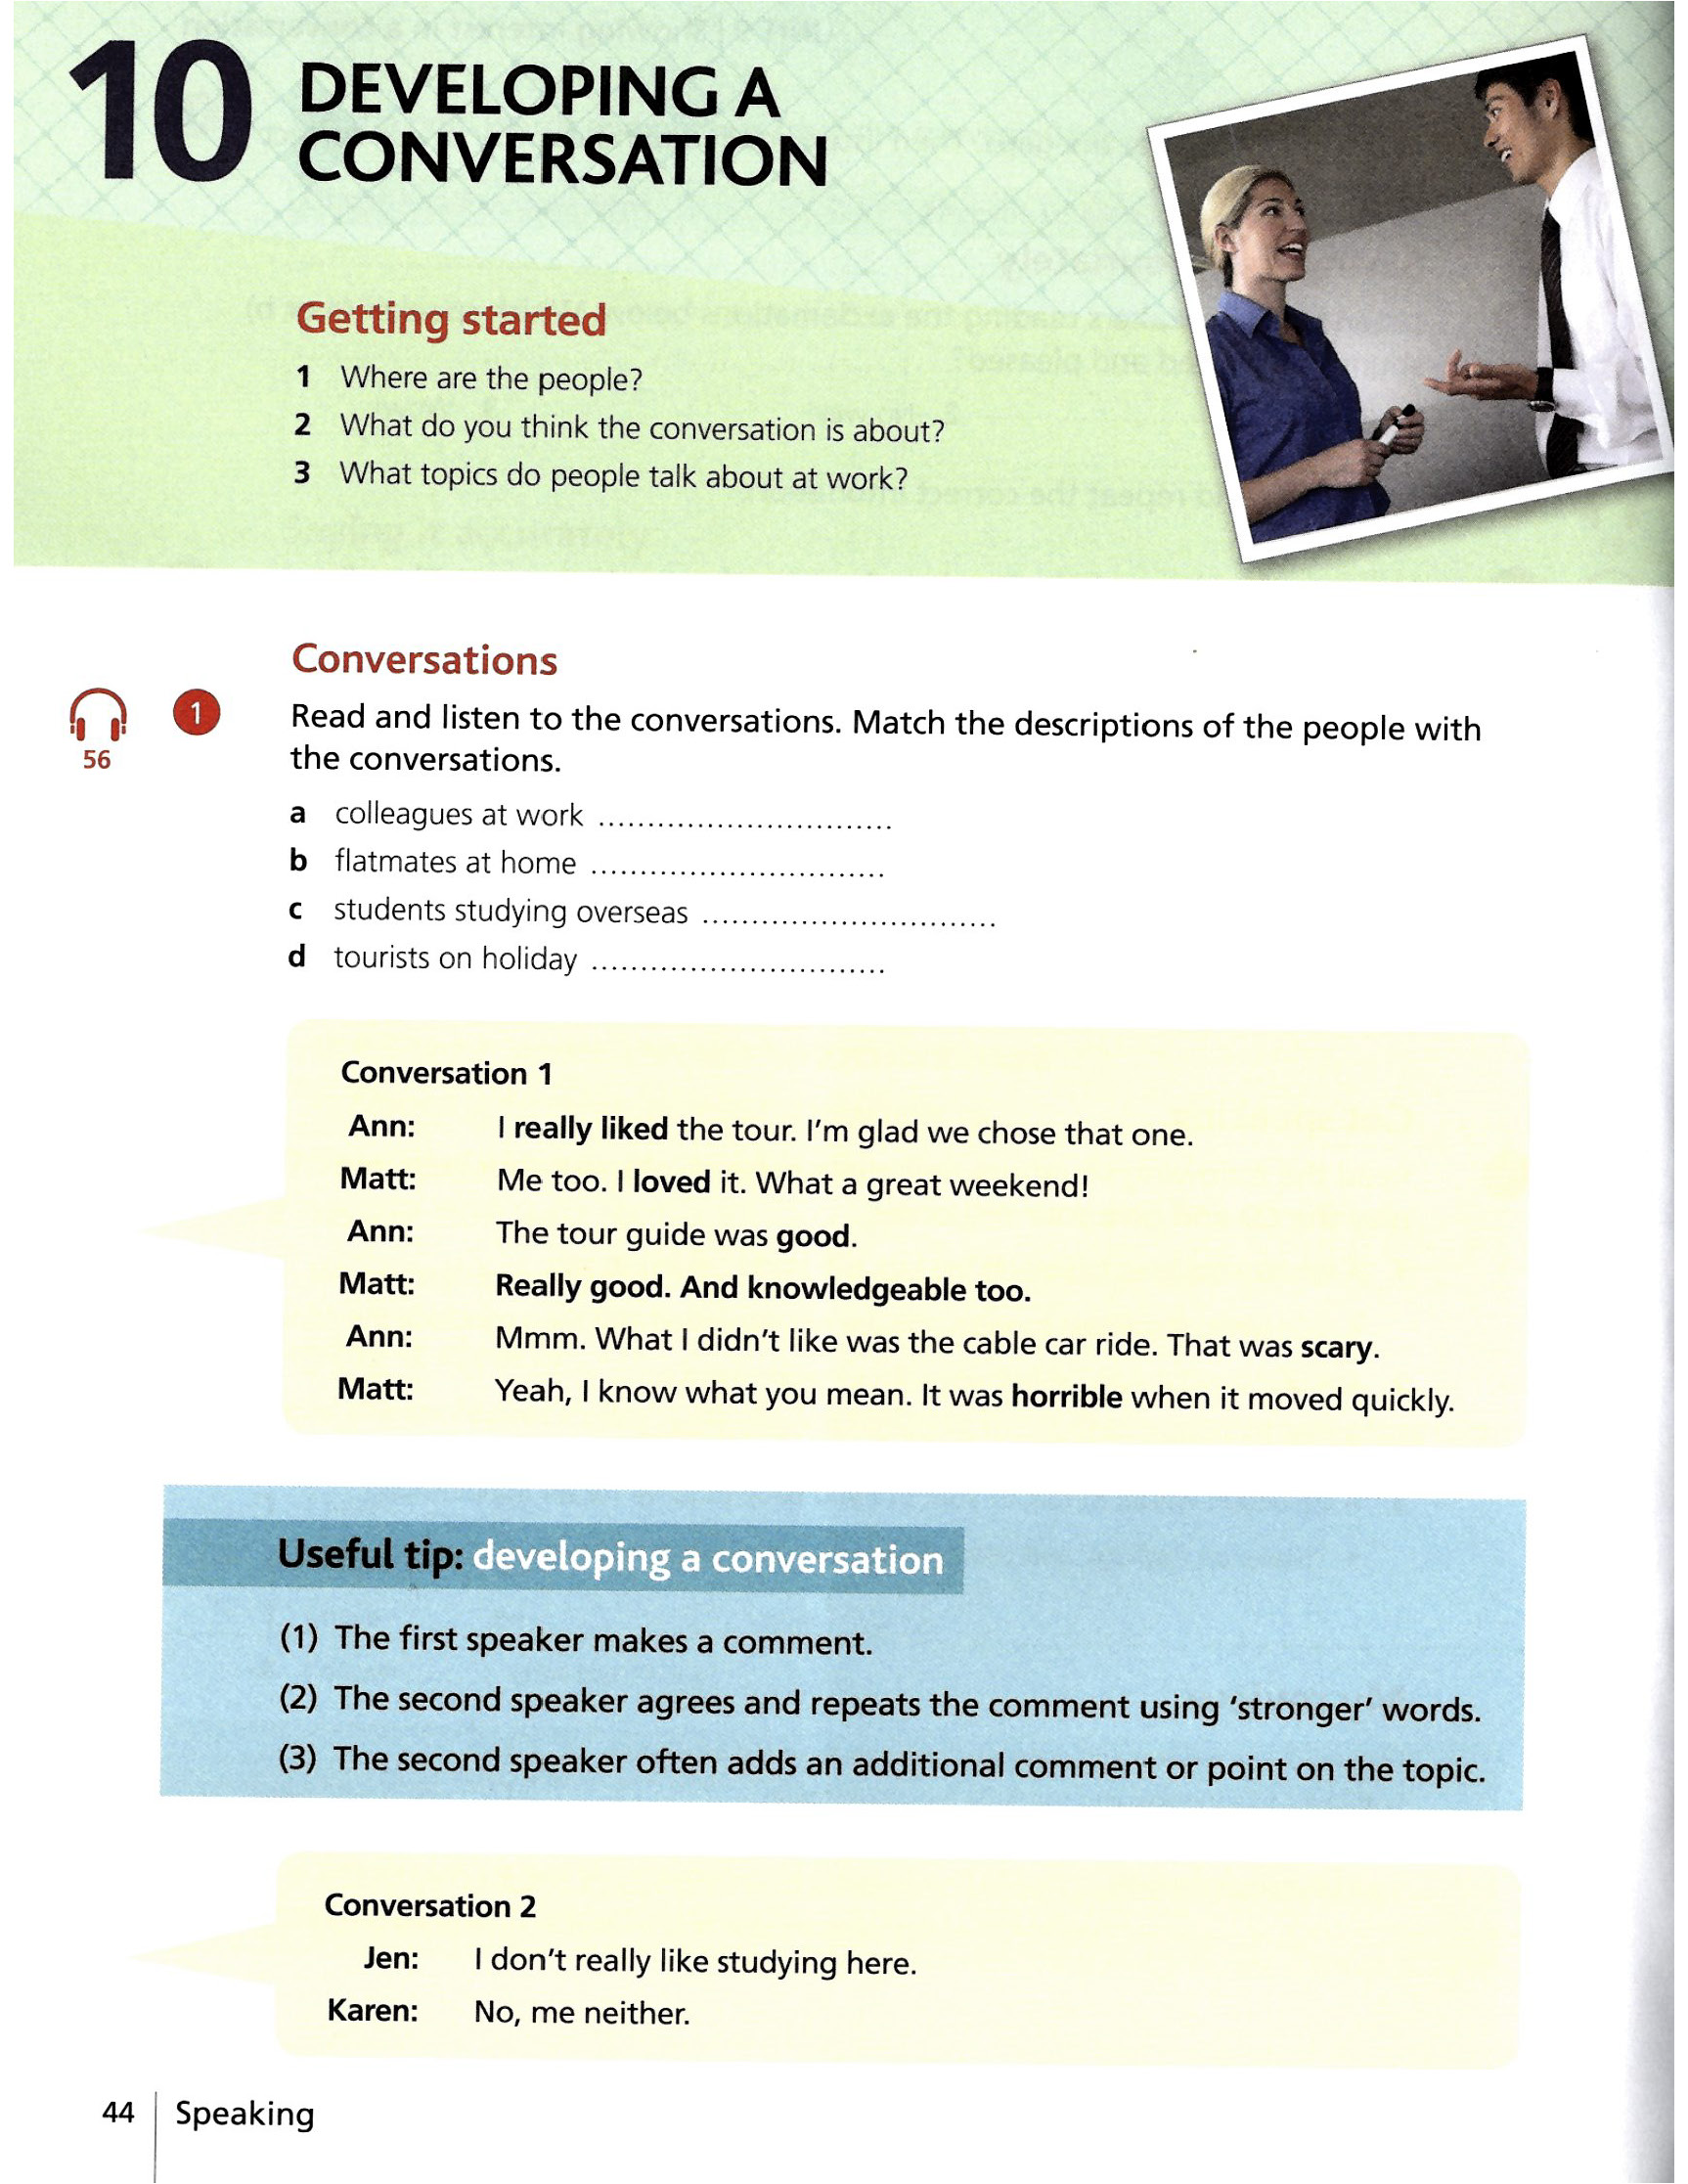 10 DEVELOPING A
CONVERSATION
Getting started
1 Where are the people?
2 What do you think the conversation is about?
3 What topics do people talk about at work?
Conversations
56
1 Read and listen to the conversations. Match the descriptions of the people with
the conversations.
a colleagues at work ..............................
b flatmates at home ..............................
c students studying overseas ..............................
d tourists on holiday ..............................
Conversation 1
Ann: I really liked the tour. I'm glad we chose that one.
Matt: Me too. I loved it. What a great weekend!
Ann: The tour guide was good.
Matt: Really good. And knowledgeable too.
Ann: Mmm. What I didn't like was the cable car ride. That was scary.
Matt: Yeah, I know what you mean. It was horrible when it moved quickly.
Useful tip: developing a conversation
(1) The first speaker makes a comment.
(2) The second speaker agrees and repeats the comment using 'stronger' words.
(3) The second speaker often adds an additional comment or point on the topic.
Conversation 2
Jen: I don't really like studying here.
Karen: No, me neither.
44 Speaking